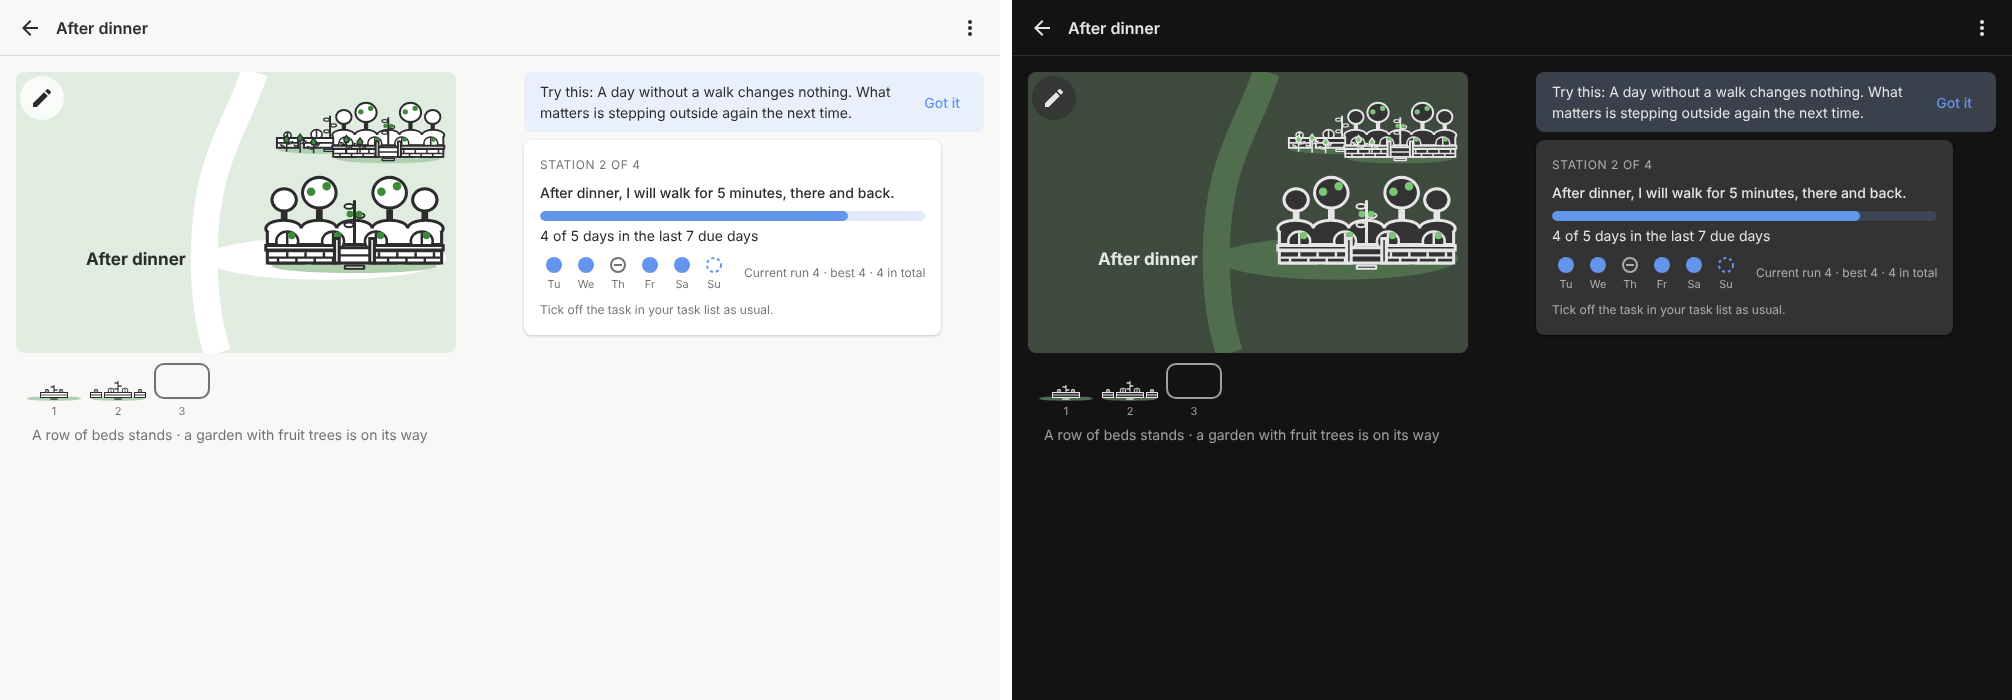 After dinner
Try this: A day without a walk changes nothing. What
matters is stepping outside again the next time.
Got it
After dinner
STATION 2 OF 4
After dinner, I will walk for 5 minutes, there and back.
4 of 5 days in the last 7 due days
Tu We Th Fr Sa Su
Current run 4 · best 4 · 4 in total
Tick off the task in your task list as usual.
1 2 3
A row of beds stands · a garden with fruit trees is on its way
After dinner
Try this: A day without a walk changes nothing. What
matters is stepping outside again the next time.
Got it
After dinner
STATION 2 OF 4
After dinner, I will walk for 5 minutes, there and back.
4 of 5 days in the last 7 due days
Tu We Th Fr Sa Su
Current run 4 · best 4 · 4 in total
Tick off the task in your task list as usual.
1 2 3
A row of beds stands · a garden with fruit trees is on its way